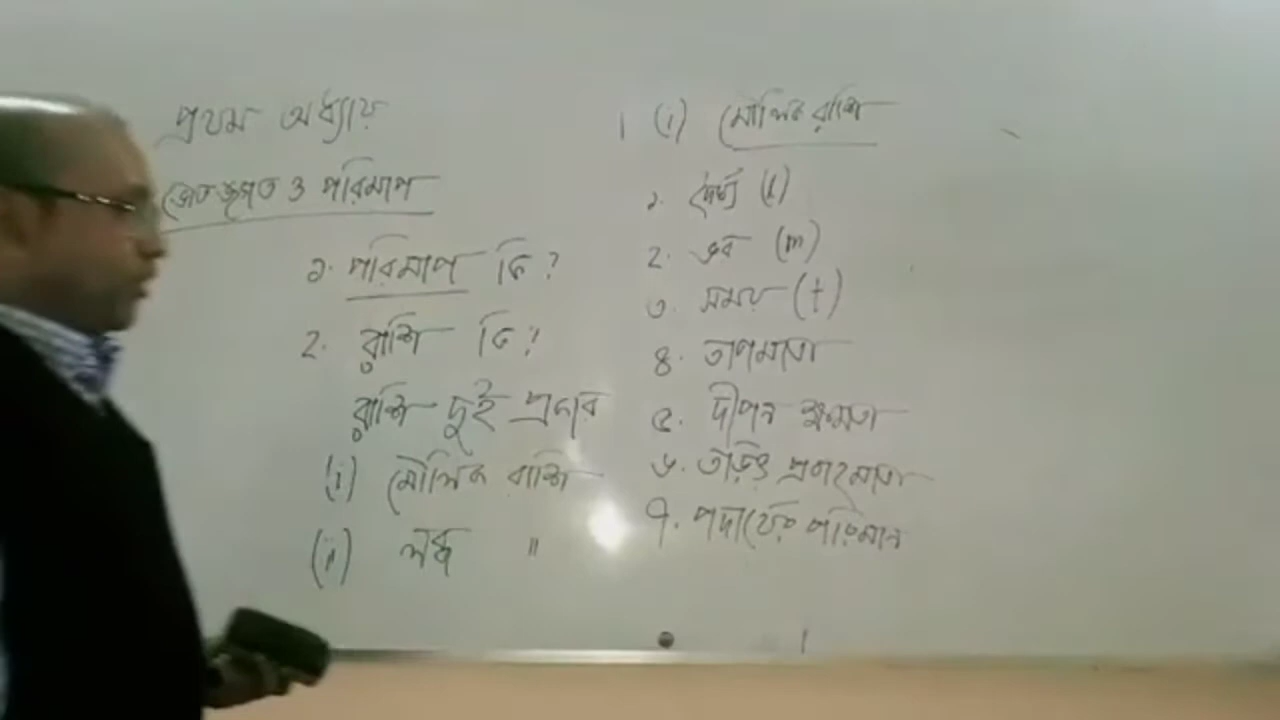 প্রথম অধ্যায়
ভৌতজগত ও পরিমাপ
১. পরিমাপ কি?
২. রাশি কি?
রাশি দুই প্রকার
(i) মৌলিক রাশি
(ii) লব্ধ "
(i) মৌলিক রাশি
১. দৈর্ঘ্য (l)
২. ভর (m)
৩. সময় (t)
৪. তাপমাত্রা
৫. দীপন ক্ষমতা
৬. তড়িৎ প্রবাহমাত্রা
৭. পদার্থের পরিমান